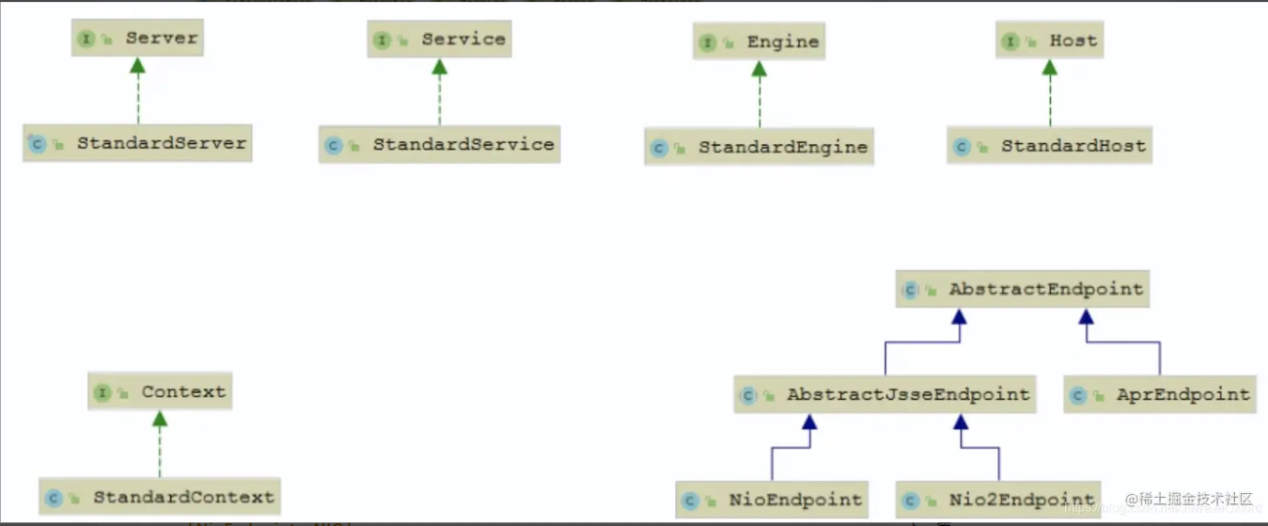 Server
Service
Engine
Host
StandardServer
StandardService
StandardEngine
StandardHost
AbstractEndpoint
Context
AbstractJsseEndpoint
AprEndpoint
StandardContext
NioEndpoint
Nio2Endpoint
@稀土掘金技术社区